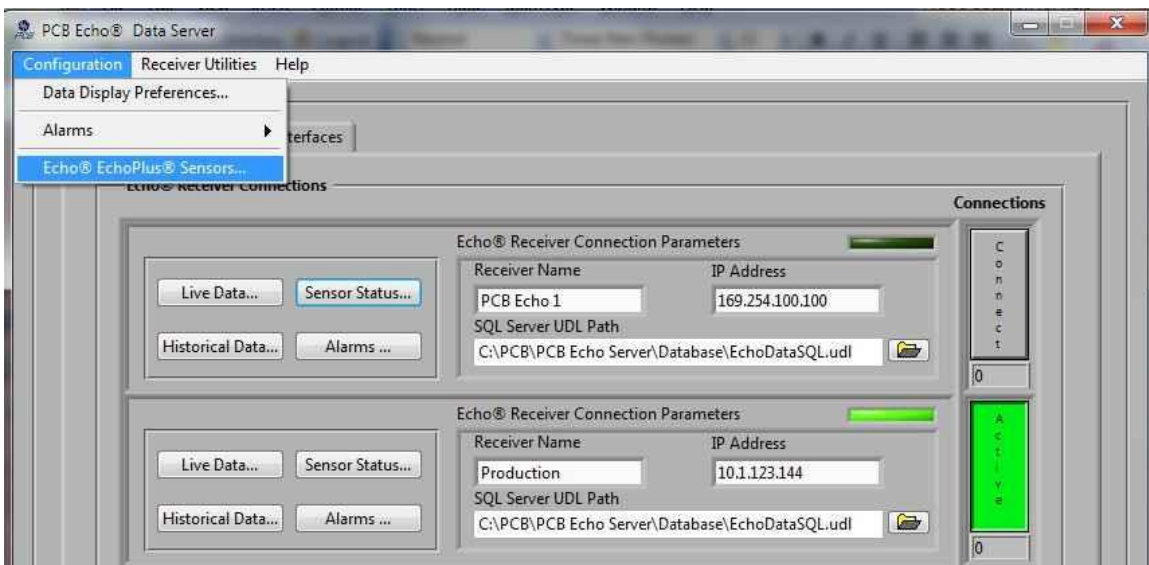 PCB Echo® Data Server
Configuration Receiver Utilities Help
Data Display Preferences...
Alarms
terfaces
Echo® EchoPlus® Sensors...
Echo® Receiver Connections
Connections
Echo® Receiver Connection Parameters
Receiver Name IP Address
Live Data... Sensor Status...
PCB Echo 1 169.254.100.100
SQL Server UDL Path
Historical Data... Alarms ...
C:\PCB\PCB Echo Server\Database\EchoDataSQL.udl
Connect
0
Echo® Receiver Connection Parameters
Receiver Name IP Address
Live Data... Sensor Status...
Production 10.1.123.144
SQL Server UDL Path
Historical Data... Alarms ...
C:\PCB\PCB Echo Server\Database\EchoDataSQL.udl
Active
0